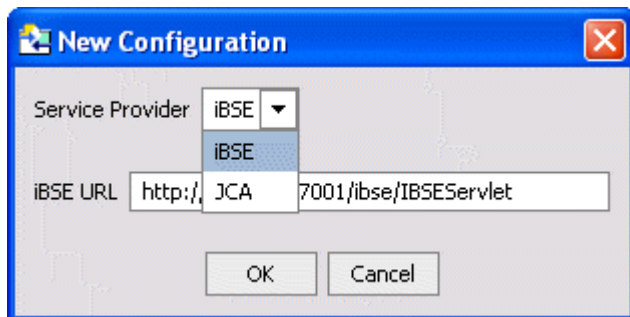 New Configuration
Service Provider iBSE
iBSE
JCA
iBSE URL http:/ 7001/ibse/IBSEServlet
OK Cancel